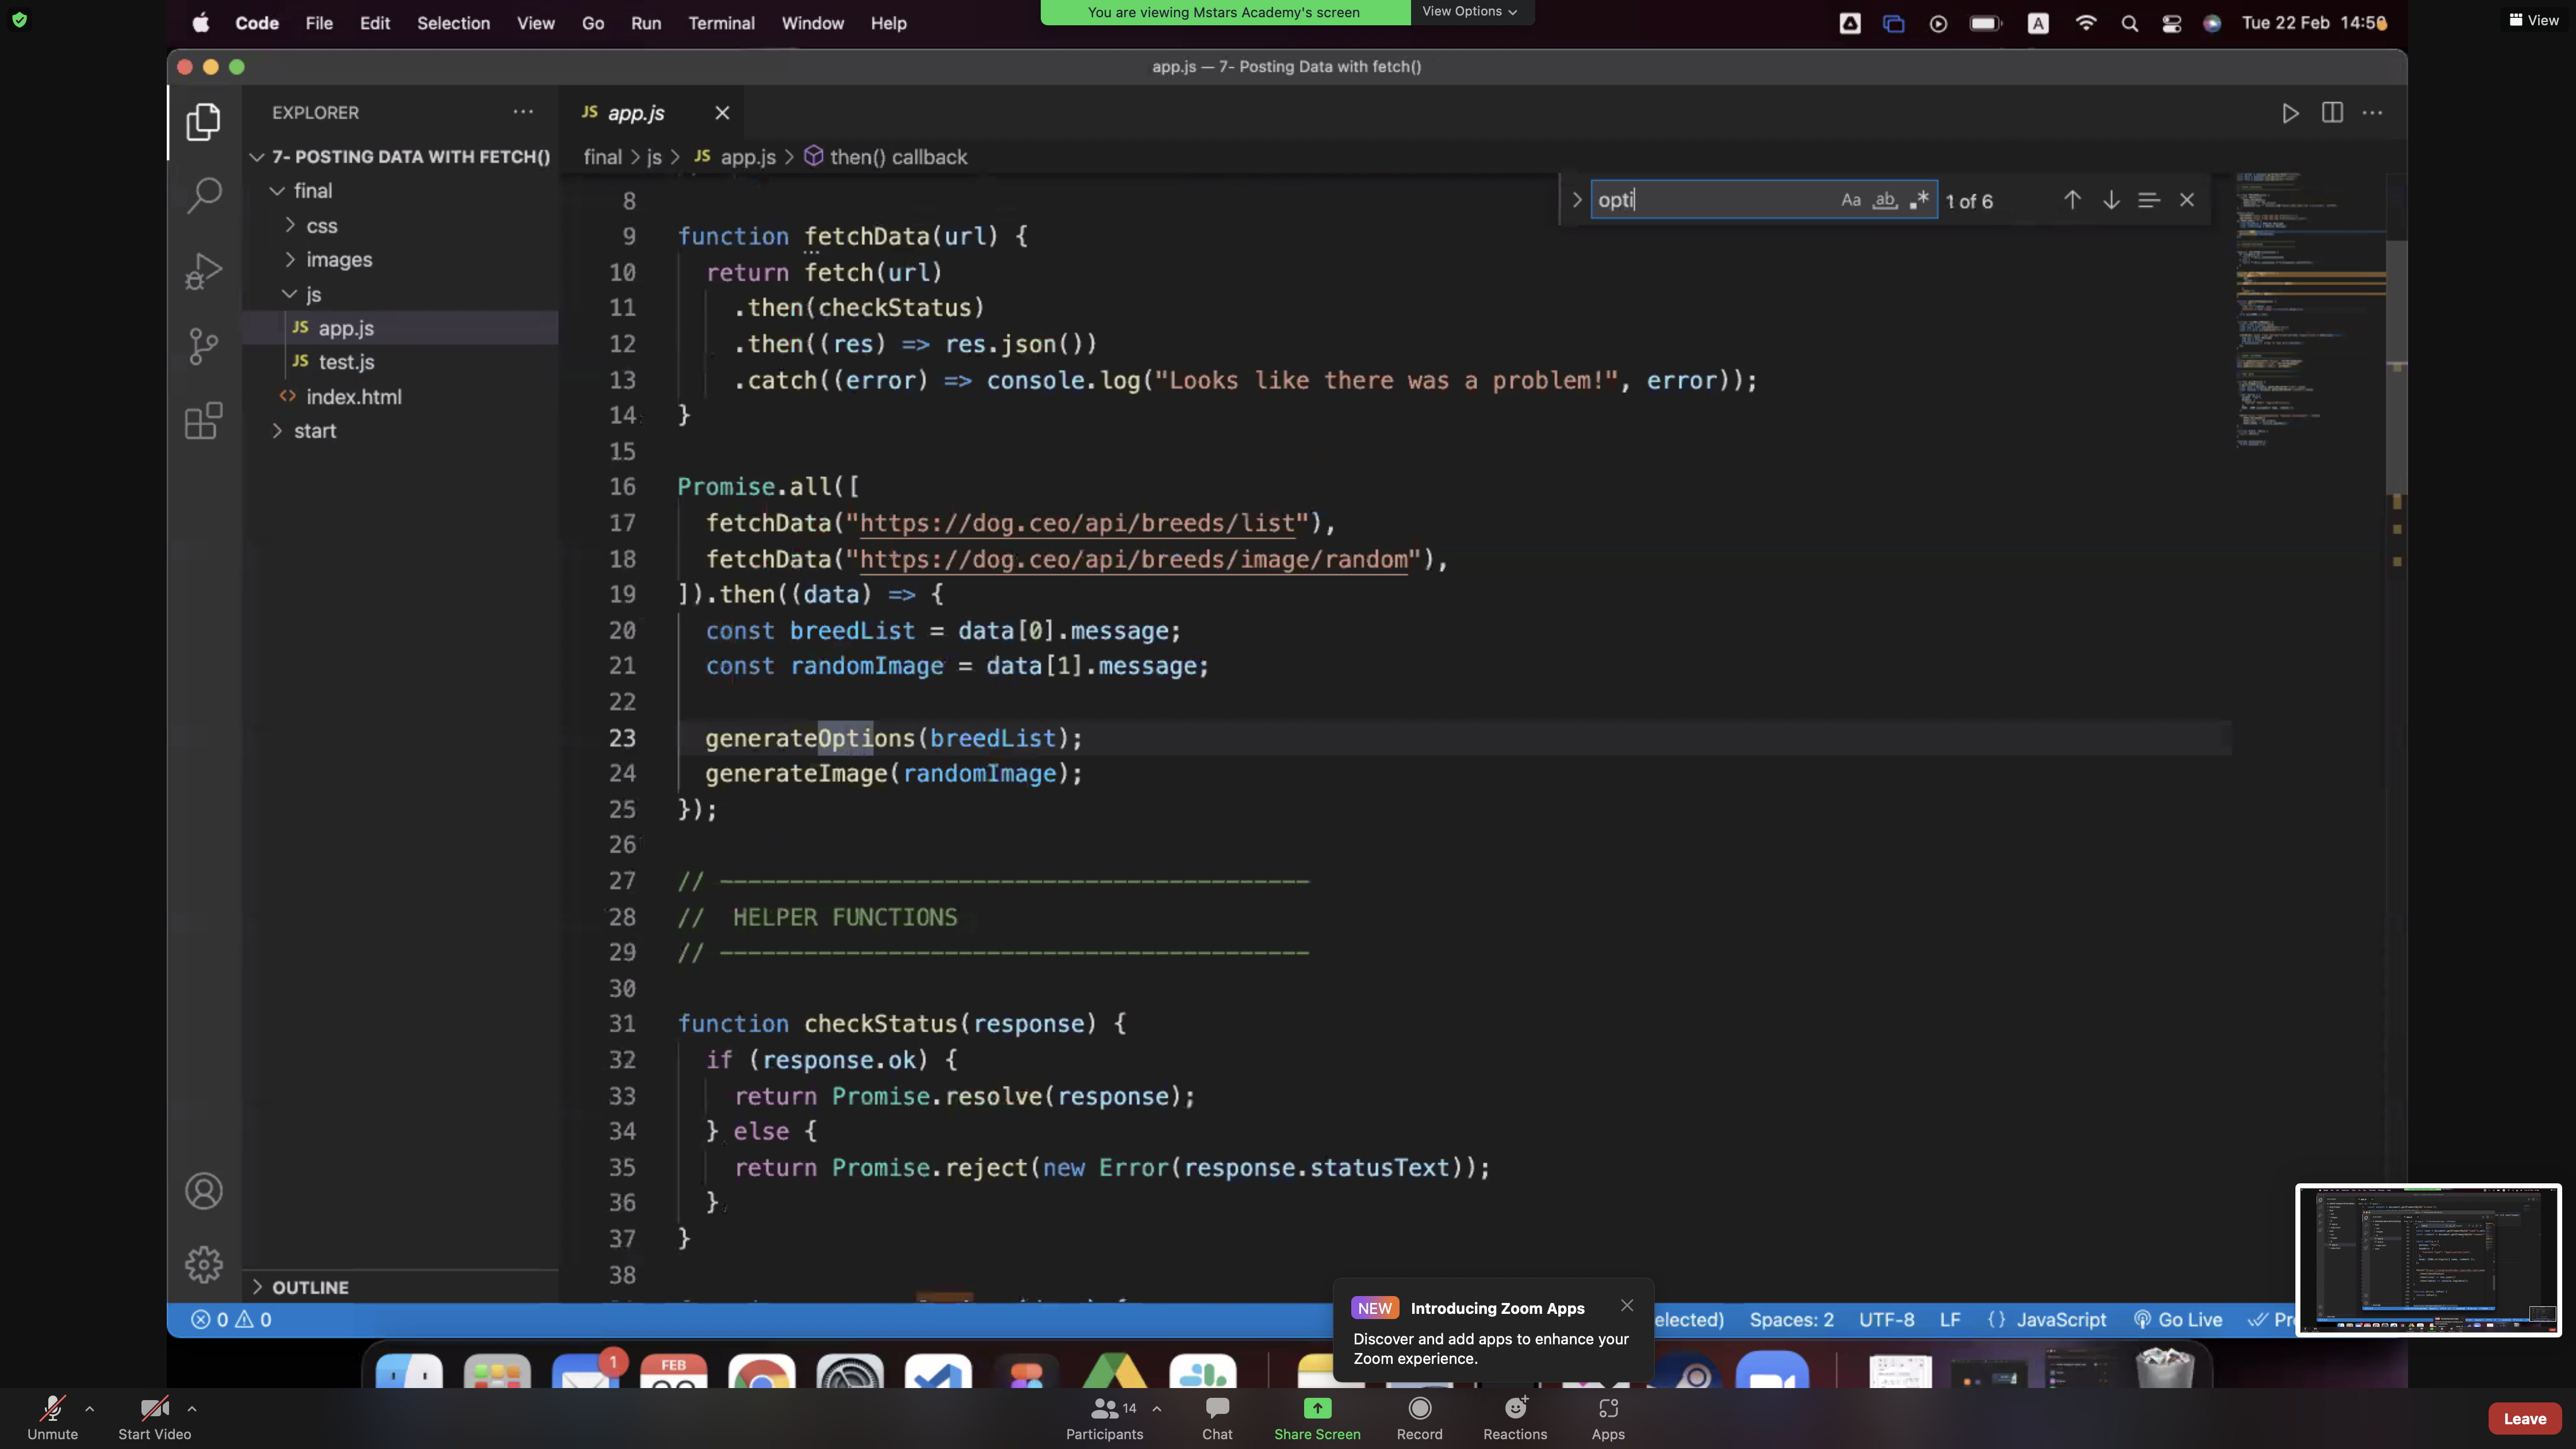 Code File Edit Selection View Go Run Terminal Window Help
You are viewing Mstars Academy's screen View Options
Tue 22 Feb
View
app.js — 7- Posting Data with fetch()
EXPLORER
JS app.js
7- POSTING DATA WITH FETCH()
final
css
images
js
JS app.js
JS test.js
<> index.html
start
OUTLINE
final > js > JS app.js > then() callback
opti
Aa ab 1 of 6
8
9 function fetchData(url) {
10 return fetch(url)
11 .then(checkStatus)
12 .then((res) => res.json())
13 .catch((error) => console.log("Looks like there was a problem!", error));
14 }
15
16 Promise.all([
17 fetchData("https://dog.ceo/api/breeds/list"),
18 fetchData("https://dog.ceo/api/breeds/image/random"),
19 ]).then((data) => {
20 const breedList = data[0].message;
21 const randomImage = data[1].message;
22
23 generateOptions(breedList);
24 generateImage(randomImage);
25 });
26
27 // ------------------------------------------
28 // HELPER FUNCTIONS
29 // ------------------------------------------
30
31 function checkStatus(response) {
32 if (response.ok) {
33 return Promise.resolve(response);
34 } else {
35 return Promise.reject(new Error(response.statusText));
36 }
37 }
38
0 0
elected) Spaces: 2 UTF-8 LF {} JavaScript Go Live
NEW Introducing Zoom Apps
Discover and add apps to enhance your
Zoom experience.
1
FEB
Unmute
Start Video
14
Participants
Chat
Share Screen
Record
Reactions
Apps
Leave